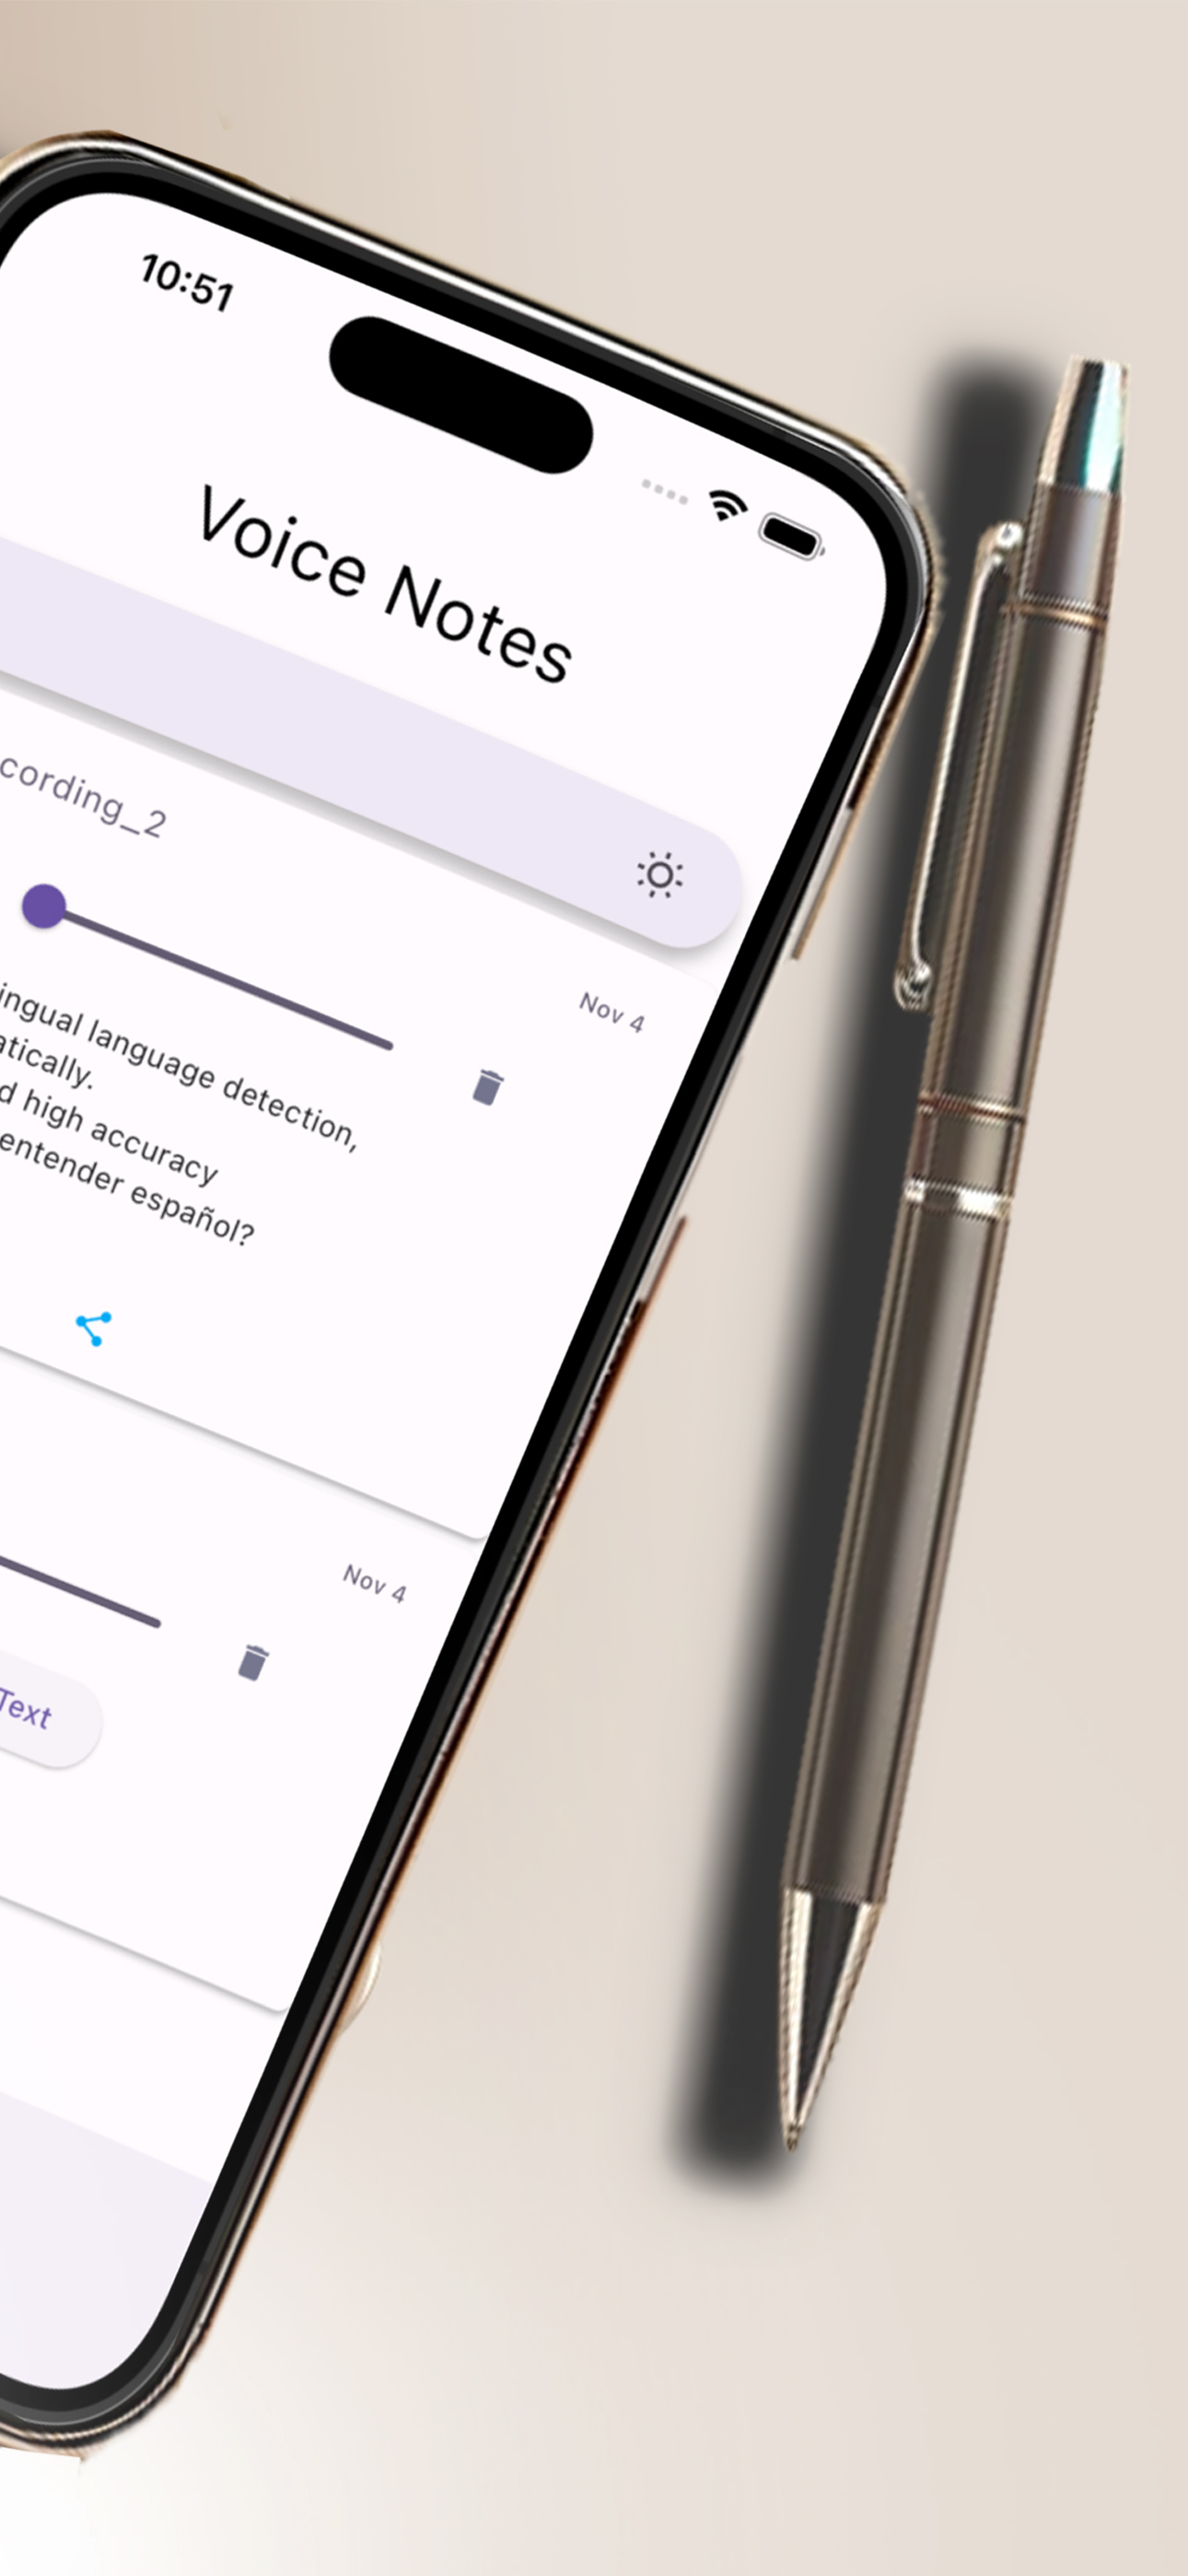 10:51
Voice Notes
cording_2
Nov 4
ingual language detection,
atically.
d high accuracy
entender español?
Nov 4
Text